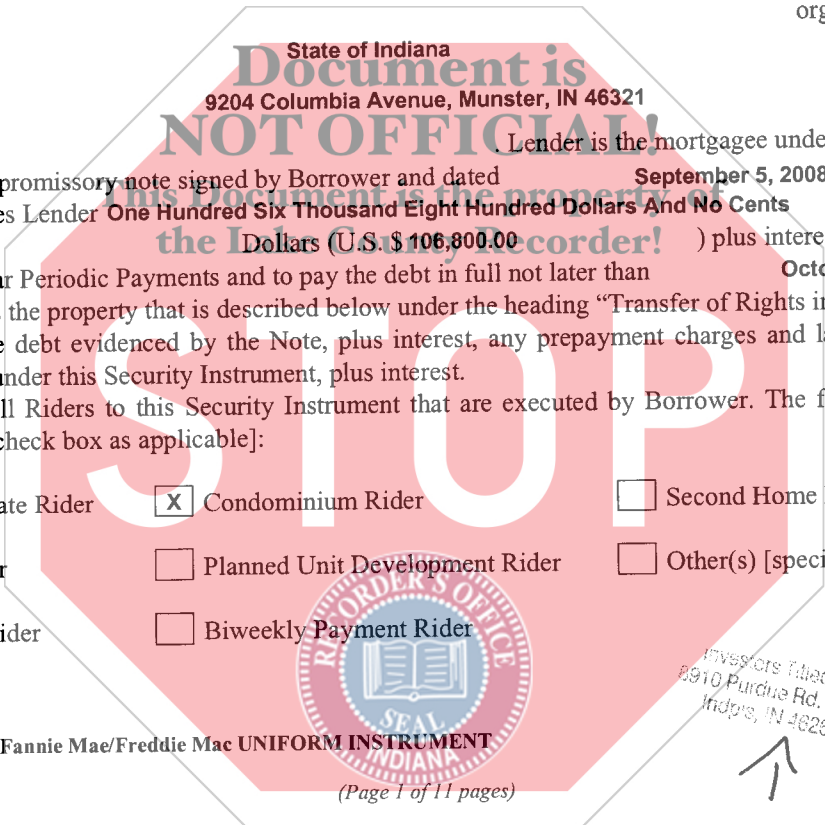 org
State of Indiana
Document is
9204 Columbia Avenue, Munster, IN 46321
NOT OFFICIAL!
. Lender is the mortgagee unde
promissory note signed by Borrower and dated September 5, 2008
This Document is the property of
es Lender One Hundred Six Thousand Eight Hundred Dollars And No Cents
the Lake County Recorder!
Dollars (U.S. $ 106,800.00 ) plus intere
ar Periodic Payments and to pay the debt in full not later than Octo
the property that is described below under the heading “Transfer of Rights in
e debt evidenced by the Note, plus interest, any prepayment charges and la
under this Security Instrument, plus interest.
ll Riders to this Security Instrument that are executed by Borrower. The f
check box as applicable]:
STOP
ate Rider X Condominium Rider Second Home
r Planned Unit Development Rider Other(s) [speci
ider Biweekly Payment Rider
RECORDER'S OFFICE
SEAL
INDIANA
Investors Titlec
8910 Purdue Rd.
Indp's, IN 4626
Fannie Mae/Freddie Mac UNIFORM INSTRUMENT
(Page 1 of 11 pages)